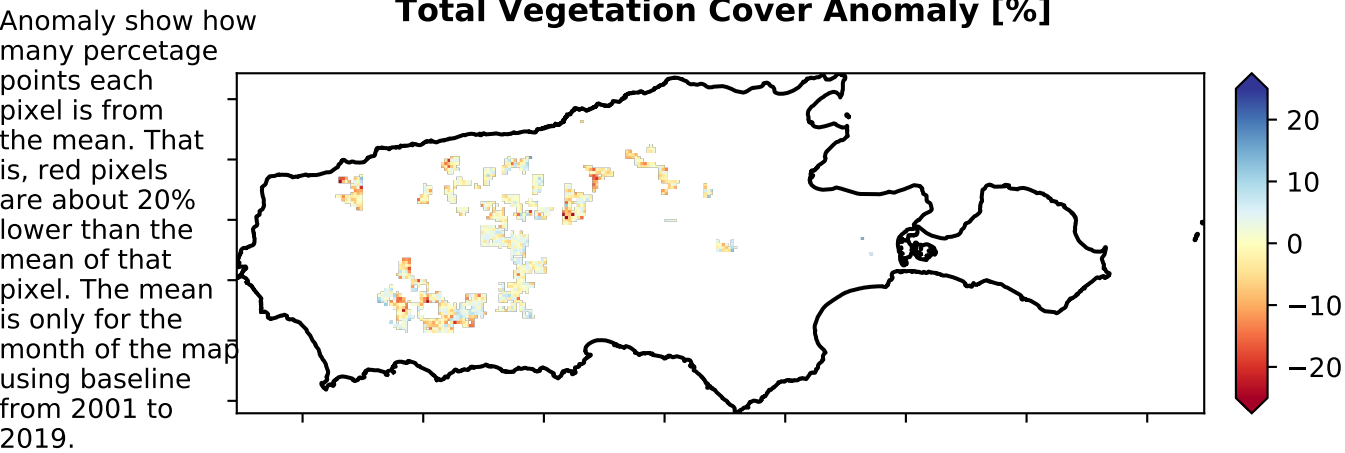 Total Vegetation Cover Anomaly [%]
Anomaly show how
many percetage
points each
pixel is from
the mean. That
is, red pixels
are about 20%
lower than the
mean of that
pixel. The mean
is only for the
month of the map
using baseline
from 2001 to
2019.
20
10
0
−10
−20